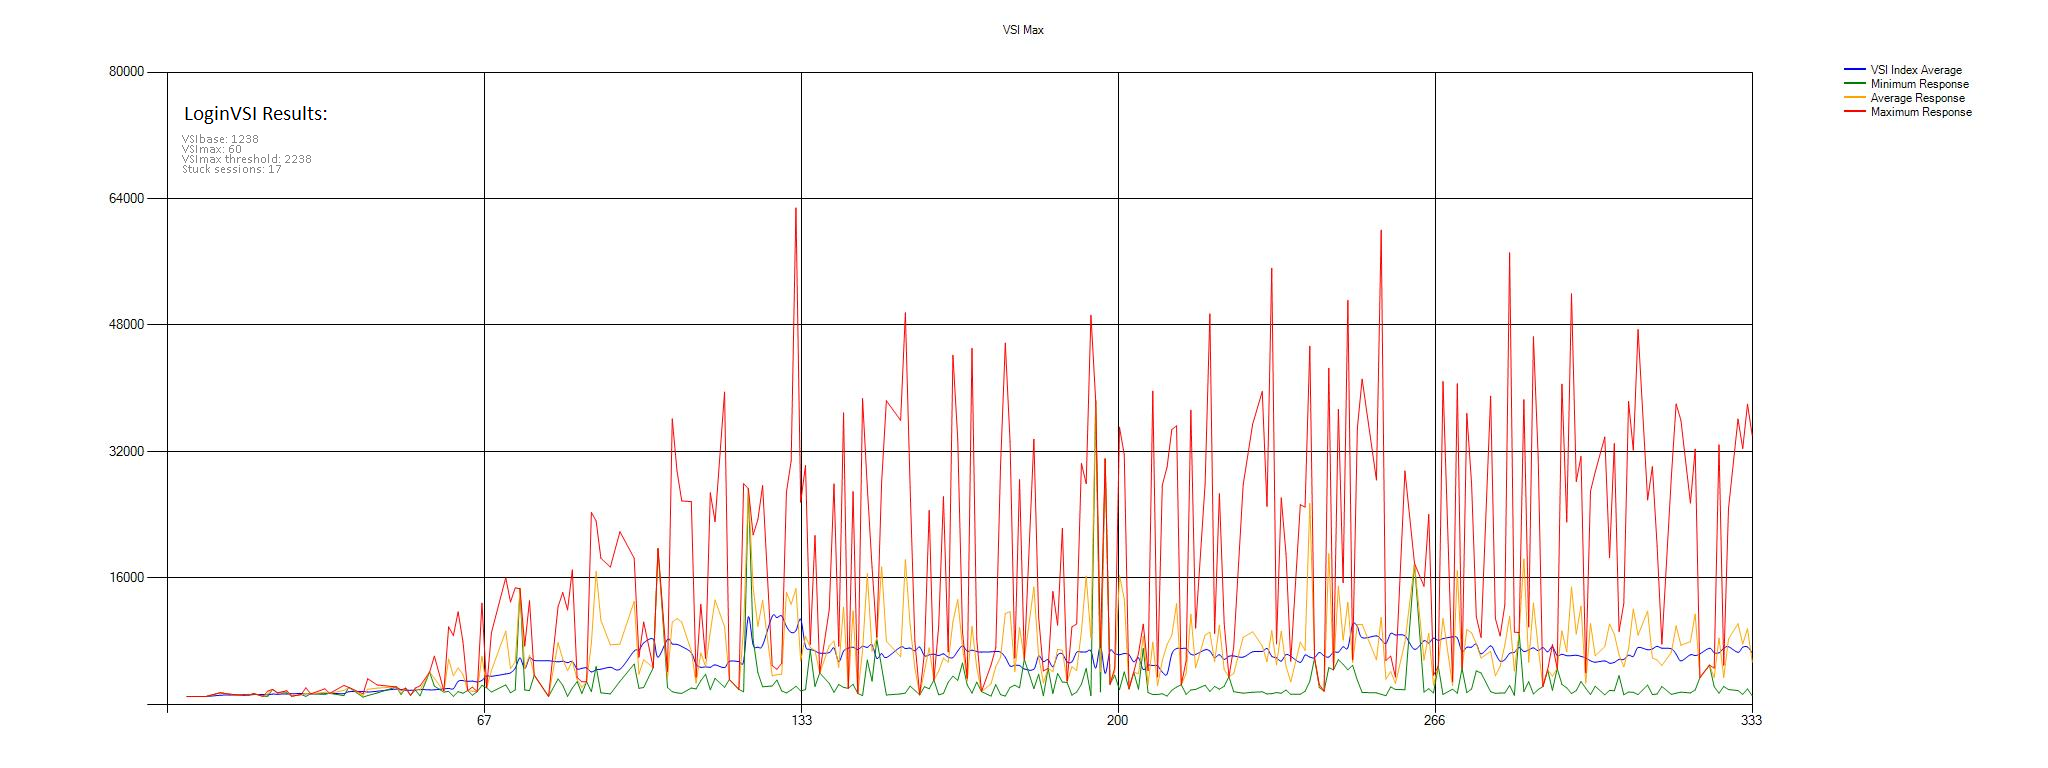 VSI Max
80000
64000
48000
32000
16000
LoginVSI Results:
VSIbase: 1238
VSImax: 60
VSImax threshold: 2238
Stuck sessions: 17
VSI Index Average
Minimum Response
Average Response
Maximum Response
67
133
200
266
333